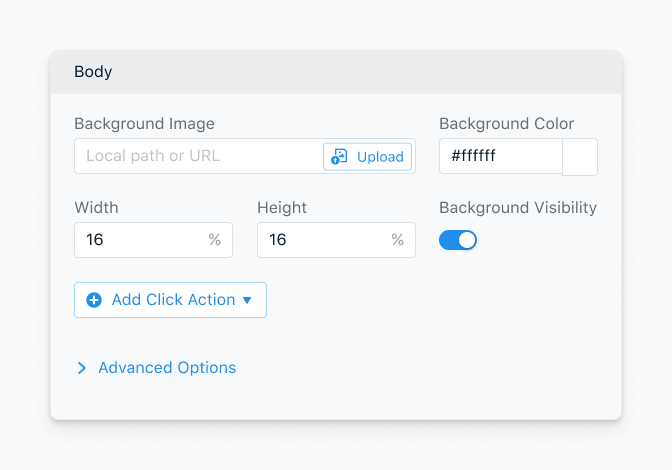 Body
Background Image
Background Color
Local path or URL
Upload
#ffffff
Width
Height
Background Visibility
16 %
16 %
Add Click Action
Advanced Options